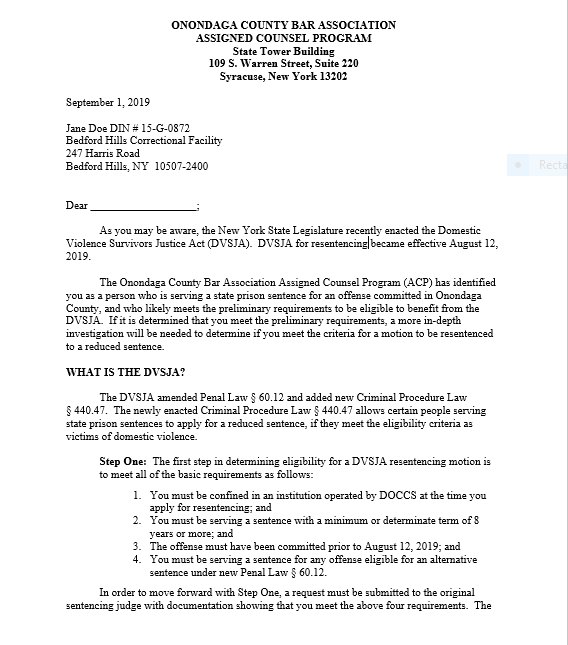 ONONDAGA COUNTY BAR ASSOCIATION
ASSIGNED COUNSEL PROGRAM
State Tower Building
109 S. Warren Street, Suite 220
Syracuse, New York 13202
September 1, 2019
Jane Doe DIN # 15-G-0872
Bedford Hills Correctional Facility
247 Harris Road
Bedford Hills, NY 10507-2400
Dear ____________________;
As you may be aware, the New York State Legislature recently enacted the Domestic
Violence Survivors Justice Act (DVSJA). DVSJA for resentencing became effective August 12,
2019.
The Onondaga County Bar Association Assigned Counsel Program (ACP) has identified
you as a person who is serving a state prison sentence for an offense committed in Onondaga
County, and who likely meets the preliminary requirements to be eligible to benefit from the
DVSJA. If it is determined that you meet the preliminary requirements, a more in-depth
investigation will be needed to determine if you meet the criteria for a motion to be resentenced
to a reduced sentence.
WHAT IS THE DVSJA?
The DVSJA amended Penal Law § 60.12 and added new Criminal Procedure Law
§ 440.47. The newly enacted Criminal Procedure Law § 440.47 allows certain people serving
state prison sentences to apply for a reduced sentence, if they meet the eligibility criteria as
victims of domestic violence.
Step One: The first step in determining eligibility for a DVSJA resentencing motion is
to meet all of the basic requirements as follows:
1. You must be confined in an institution operated by DOCCS at the time you
apply for resentencing; and
2. You must be serving a sentence with a minimum or determinate term of 8
years or more; and
3. The offense must have been committed prior to August 12, 2019; and
4. You must be serving a sentence for any offense eligible for an alternative
sentence under new Penal Law § 60.12.
In order to move forward with Step One, a request must be submitted to the original
sentencing judge with documentation showing that you meet the above four requirements. The
Recta